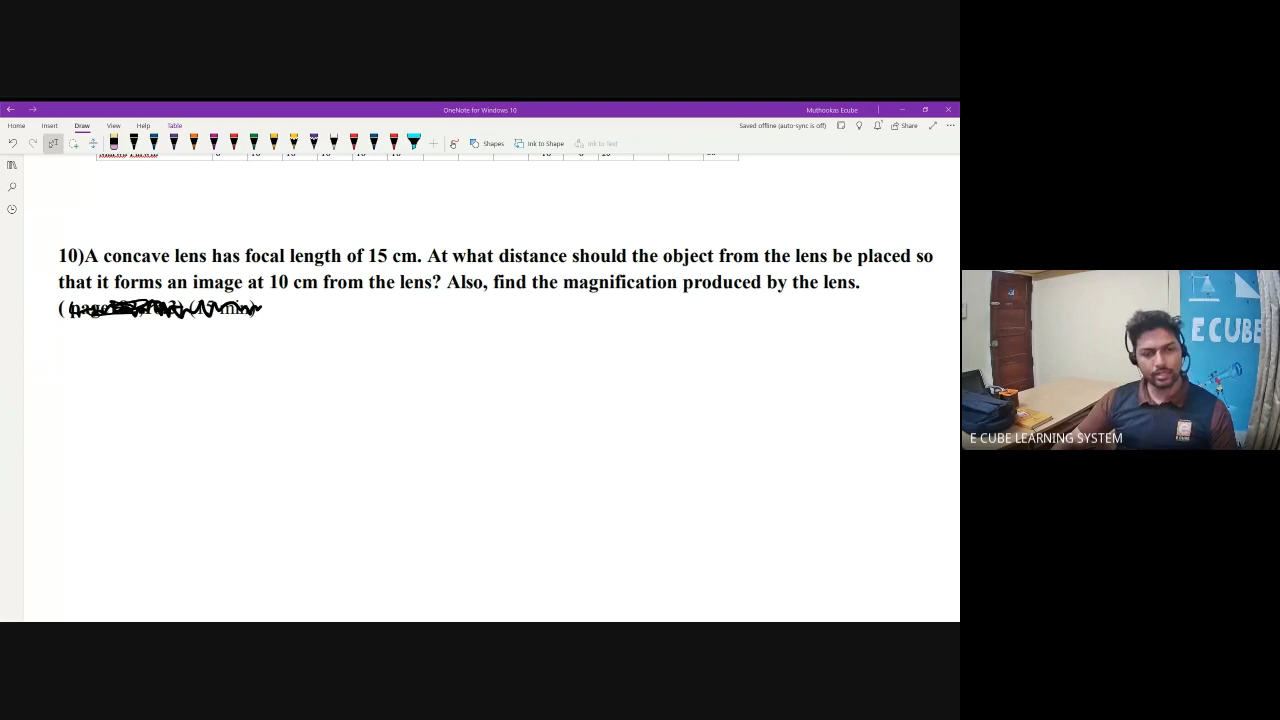 OneNote for Windows 10
Muthookas Ecube
Home Insert Draw View Help Table
Saved offline (auto-sync is off) Share
Shapes Ink to Shape Ink to Text
10)A concave lens has focal length of 15 cm. At what distance should the object from the lens be placed so
that it forms an image at 10 cm from the lens? Also, find the magnification produced by the lens.
E CUBE
E CUBE
E CUBE LEARNING SYSTEM